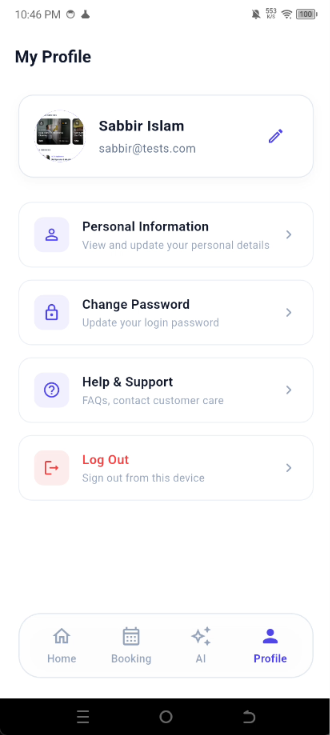 10:46 PM
553
K/s
100
My Profile
Sabbir Islam
sabbir@tests.com
Personal Information
View and update your personal details
Change Password
Update your login password
Help & Support
FAQs, contact customer care
Log Out
Sign out from this device
Home
Booking
AI
Profile